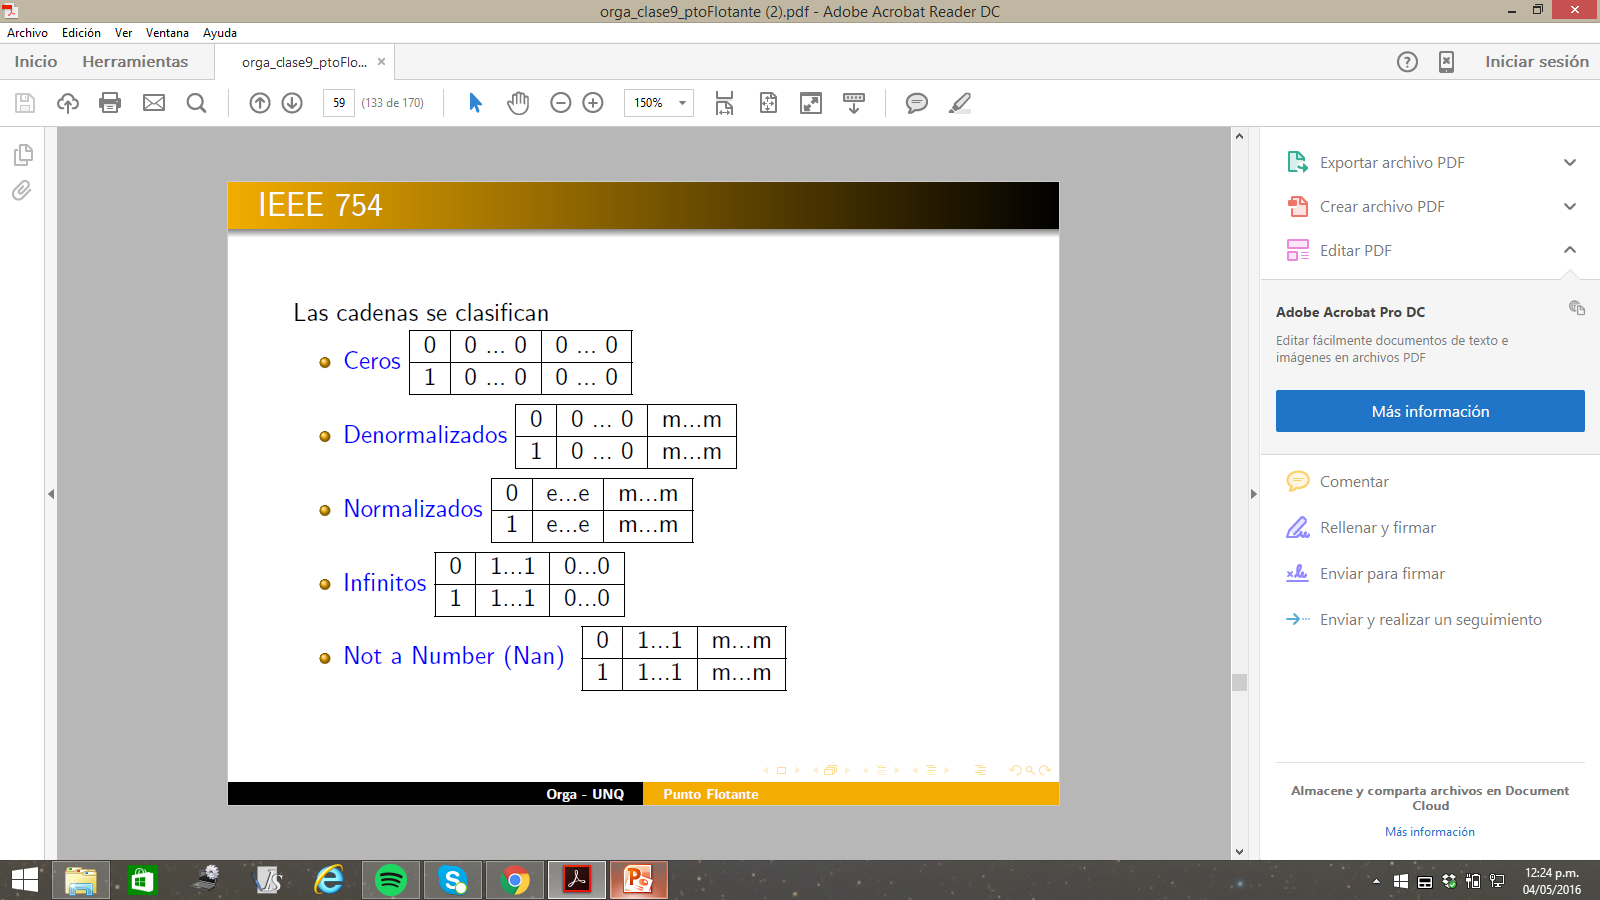 orga_clase9_ptoFlotante (2).pdf - Adobe Acrobat Reader DC
Archivo Edición Ver Ventana Ayuda
Inicio Herramientas orga_clase9_ptoFlo... × Iniciar sesión
59 (133 de 170) 150%
IEEE 754
Las cadenas se clasifican
Ceros
0 0 ... 0 0 ... 0
1 0 ... 0 0 ... 0
Denormalizados
0 0 ... 0 m...m
1 0 ... 0 m...m
Normalizados
0 e...e m...m
1 e...e m...m
Infinitos
0 1...1 0...0
1 1...1 0...0
Not a Number (Nan)
0 1...1 m...m
1 1...1 m...m
Orga - UNQ Punto Flotante
Exportar archivo PDF
Crear archivo PDF
Editar PDF
Adobe Acrobat Pro DC
Editar fácilmente documentos de texto e
imágenes en archivos PDF
Más información
Comentar
Rellenar y firmar
Enviar para firmar
Enviar y realizar un seguimiento
Almacene y comparta archivos en Document
Cloud
Más información
12:24 p.m.
04/05/2016